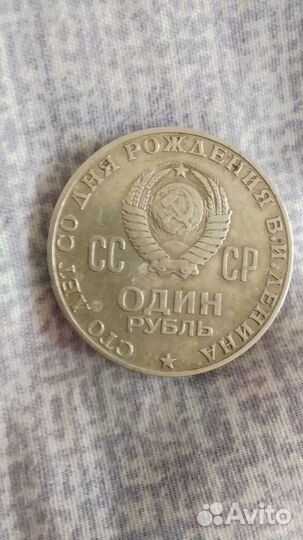 СТО ЛЕТ СО ДНЯ РОЖДЕНИЯ В.И.ЛЕНИНА
СС СР
ОДИН
РУБЛЬ
Avito